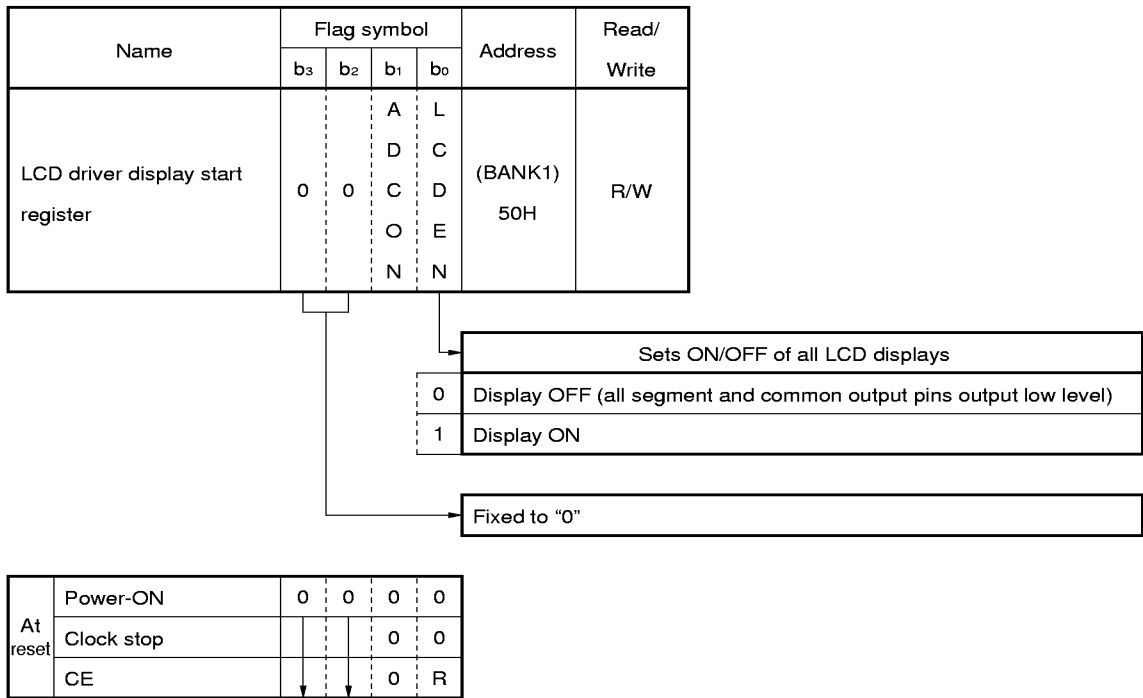 Name Flag symbol Address Read/
Write
b3 b2 b1 b0
LCD driver display start
register
0 0
A
D
C
O
N
L
C
D
E
N
(BANK1)
50H
R/W
Sets ON/OFF of all LCD displays
0 Display OFF (all segment and common output pins output low level)
1 Display ON
Fixed to “0”
At
reset
Power-ON 0 0 0 0
Clock stop 0 0
CE 0 R